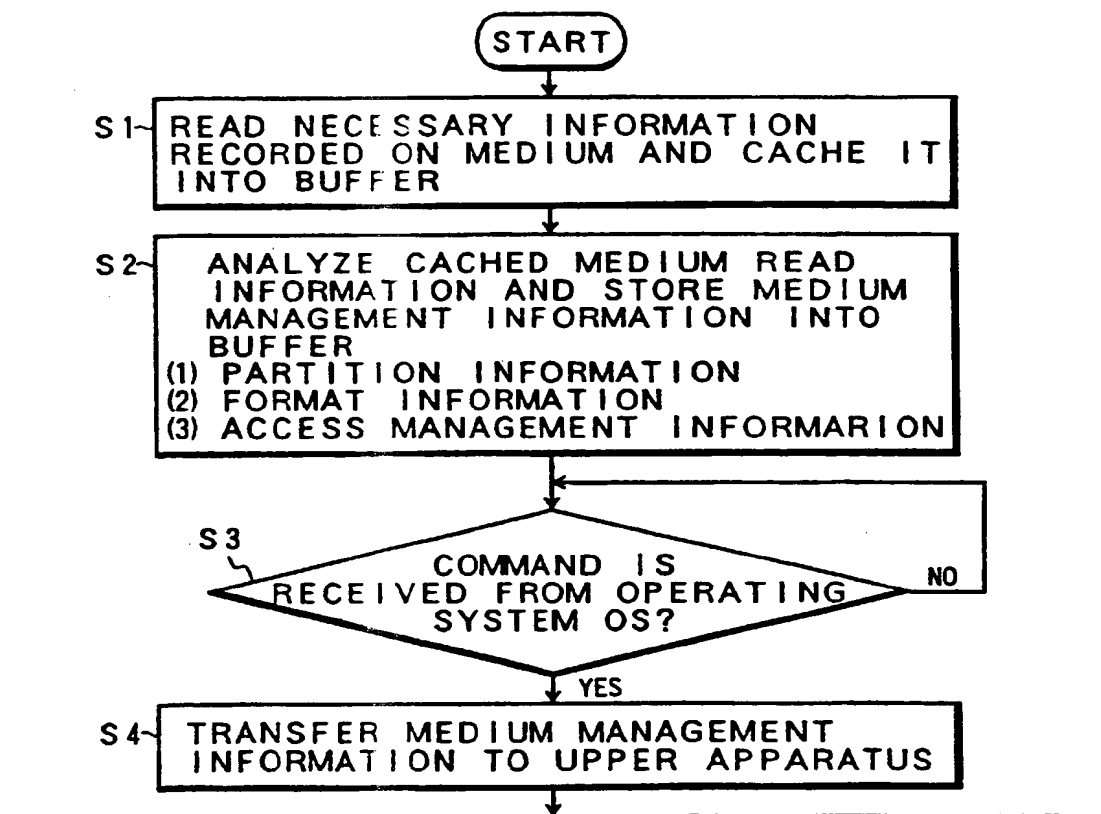 START
S1 READ NECESSARY INFORMATION
RECORDED ON MEDIUM AND CACHE IT
INTO BUFFER
S2 ANALYZE CACHED MEDIUM READ
INFORMATION AND STORE MEDIUM
MANAGEMENT INFORMATION INTO
BUFFER
(1) PARTITION INFORMATION
(2) FORMAT INFORMATION
(3) ACCESS MANAGEMENT INFORMARION
S3
COMMAND IS
RECEIVED FROM OPERATING
SYSTEM OS?
NO
YES
S4 TRANSFER MEDIUM MANAGEMENT
INFORMATION TO UPPER APPARATUS